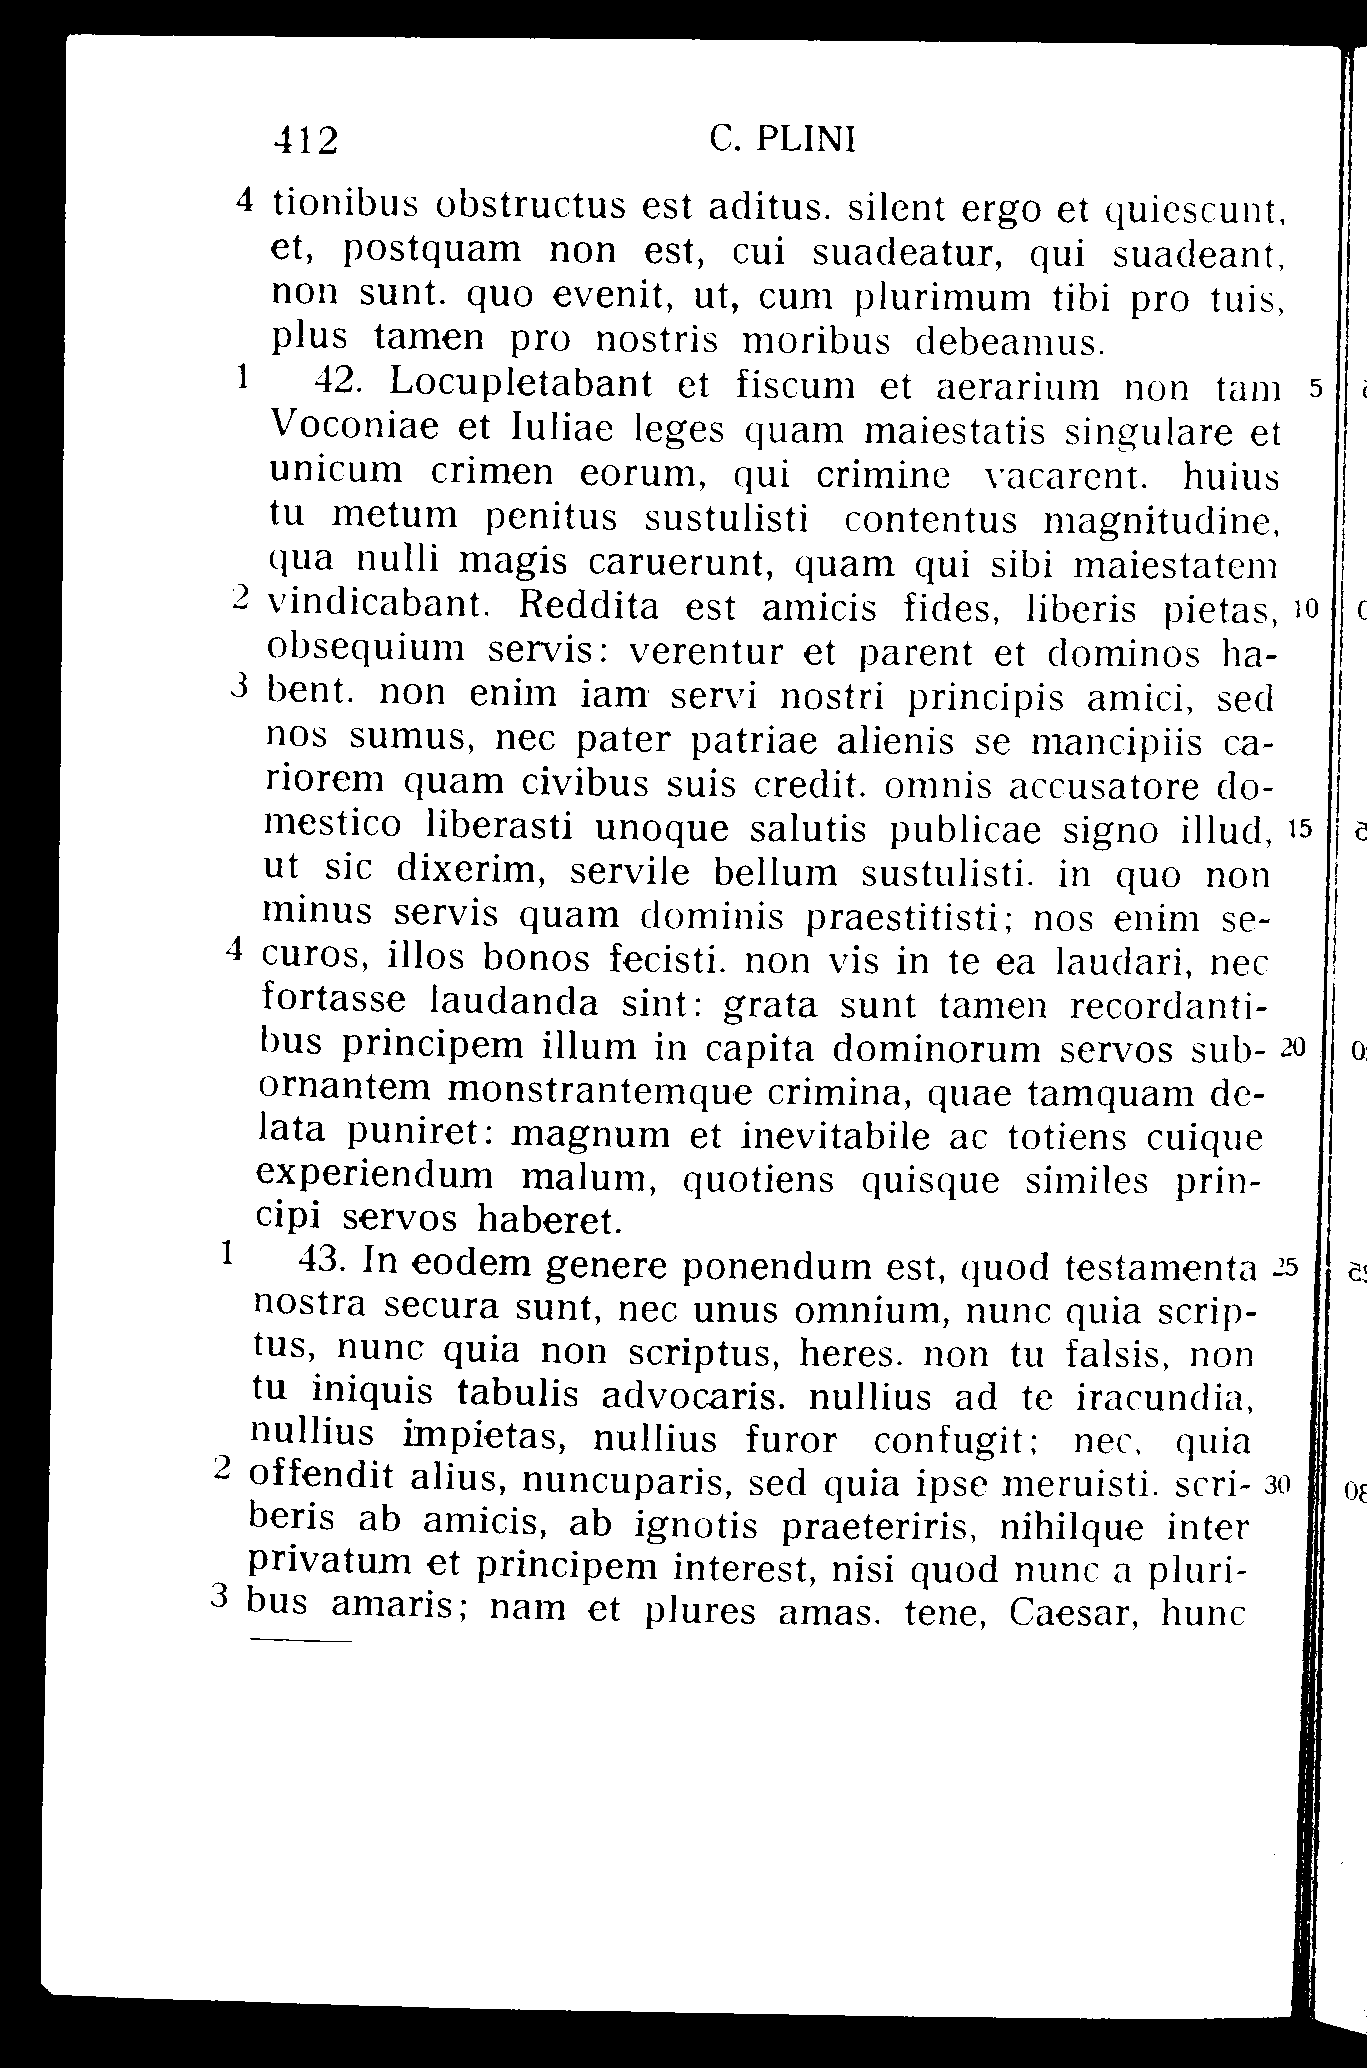 412 C. PLINI
4 tionibus obstructus est aditus. silent ergo et quiescunt,
et, postquam non est, cui suadeatur, qui suadeant,
non sunt. quo evenit, ut, cum plurimum tibi pro tuis,
plus tamen pro nostris moribus debeamus.
1 42. Locupletabant et fiscum et aerarium non tam 5
Voconiae et Iuliae leges quam maiestatis singulare et
unicum crimen eorum, qui crimine vacarent. huius
tu metum penitus sustulisti contentus magnitudine,
qua nulli magis caruerunt, quam qui sibi maiestatem
2 vindicabant. Reddita est amicis fides, liberis pietas, 10
obsequium servis: verentur et parent et dominos ha-
3 bent. non enim iam servi nostri principis amici, sed
nos sumus, nec pater patriae alienis se mancipiis ca-
riorem quam civibus suis credit. omnis accusatore do-
mestico liberasti unoque salutis publicae signo illud, 15
ut sic dixerim, servile bellum sustulisti. in quo non
minus servis quam dominis praestitisti; nos enim se-
4 curos, illos bonos fecisti. non vis in te ea laudari, nec
fortasse laudanda sint: grata sunt tamen recordanti-
bus principem illum in capita dominorum servos sub- 20
ornantem monstrantemque crimina, quae tamquam de-
lata puniret: magnum et inevitabile ac totiens cuique
experiendum malum, quotiens quisque similes prin-
cipi servos haberet.
1 43. In eodem genere ponendum est, quod testamenta 25
nostra secura sunt, nec unus omnium, nunc quia scrip-
tus, nunc quia non scriptus, heres. non tu falsis, non
tu iniquis tabulis advocaris. nullius ad te iracundia,
nullius impietas, nullius furor confugit; nec, quia
2 offendit alius, nuncuparis, sed quia ipse meruisti. scri- 30
beris ab amicis, ab ignotis praeteriris, nihilque inter
privatum et principem interest, nisi quod nunc a pluri-
3 bus amaris; nam et plures amas. tene, Caesar, hunc